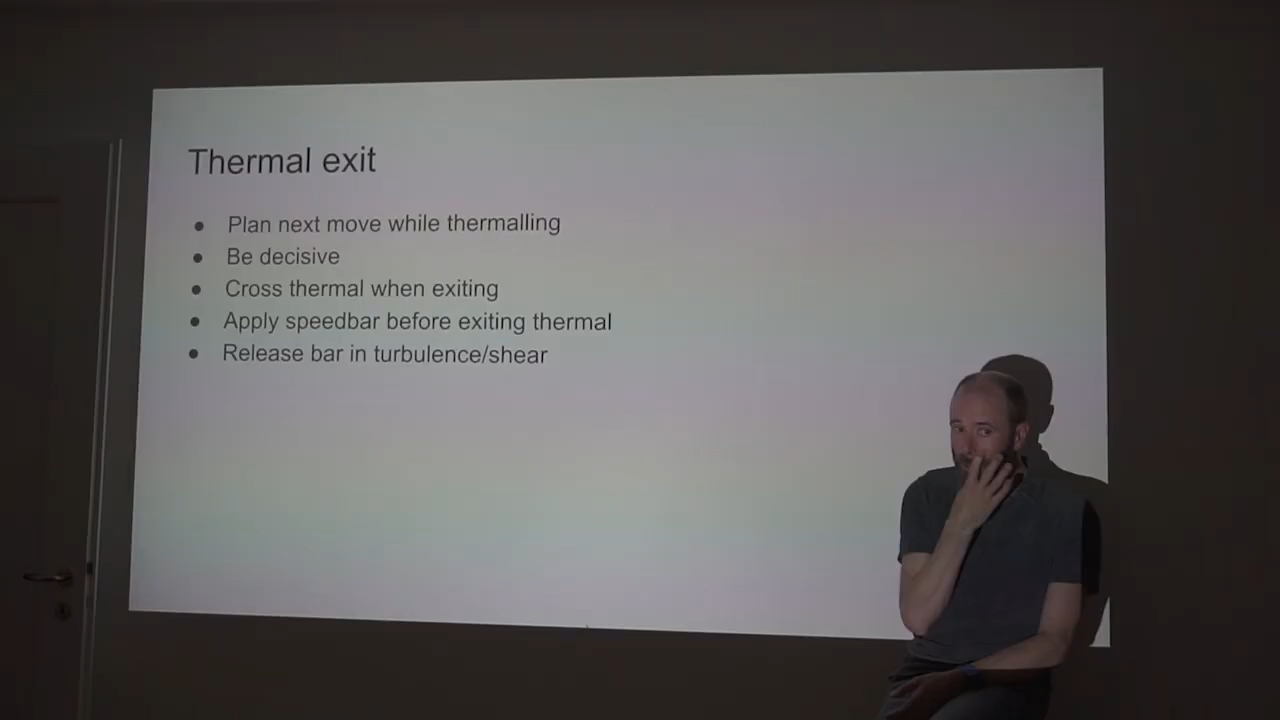 Thermal exit
● Plan next move while thermalling
● Be decisive
● Cross thermal when exiting
● Apply speedbar before exiting thermal
● Release bar in turbulence/shear